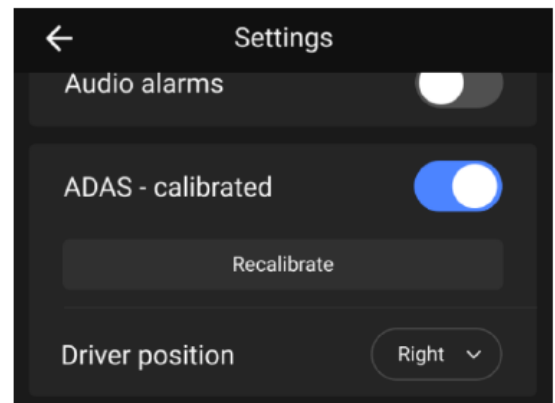 Settings
Audio alarms
ADAS - calibrated
Recalibrate
Driver position
Right